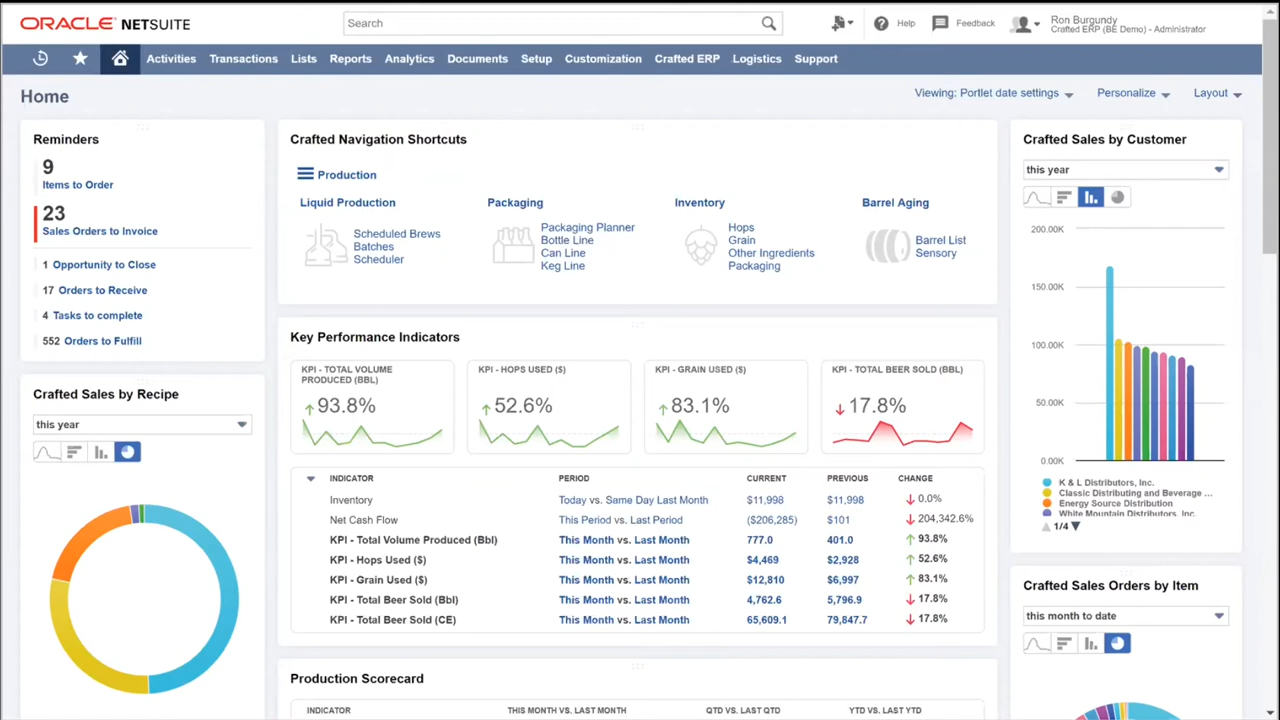 ORACLE NETSUITE
Search
Help
Feedback
Ron Burgundy
Crafted ERP (BE Demo) - Administrator
Activities Transactions Lists Reports Analytics Documents Setup Customization Crafted ERP Logistics Support
Home
Viewing: Portlet date settings
Personalize
Layout
Reminders
9
Items to Order
23
Sales Orders to Invoice
1 Opportunity to Close
17 Orders to Receive
4 Tasks to complete
552 Orders to Fulfill
Crafted Sales by Recipe
this year
Crafted Navigation Shortcuts
Production
Liquid Production
Scheduled Brews
Batches
Scheduler
Packaging
Packaging Planner
Bottle Line
Can Line
Keg Line
Inventory
Hops
Grain
Other Ingredients
Packaging
Barrel Aging
Barrel List
Sensory
Key Performance Indicators
KPI - TOTAL VOLUME
PRODUCED (BBL)
93.8%
KPI - HOPS USED ($)
52.6%
KPI - GRAIN USED ($)
83.1%
KPI - TOTAL BEER SOLD (BBL)
17.8%
INDICATOR PERIOD CURRENT PREVIOUS CHANGE
Inventory Today vs. Same Day Last Month $11,998 $11,998 0.0%
Net Cash Flow This Period vs. Last Period ($206,285) $101 204,342.6%
KPI - Total Volume Produced (Bbl) This Month vs. Last Month 777.0 401.0 93.8%
KPI - Hops Used ($) This Month vs. Last Month $4,469 $2,928 52.6%
KPI - Grain Used ($) This Month vs. Last Month $12,810 $6,997 83.1%
KPI - Total Beer Sold (Bbl) This Month vs. Last Month 4,762.6 5,796.9 17.8%
KPI - Total Beer Sold (CE) This Month vs. Last Month 65,609.1 79,847.7 17.8%
Production Scorecard
INDICATOR THIS MONTH VS. LAST MONTH QTD VS. LAST QTD YTD VS. LAST YTD
Crafted Sales by Customer
this year
200.00K
150.00K
100.00K
50.00K
0.00K
K & L Distributors, Inc.
Classic Distributing and Beverage ...
Energy Source Distribution
White Mountain Distributors, Inc.
1/4
Crafted Sales Orders by Item
this month to date